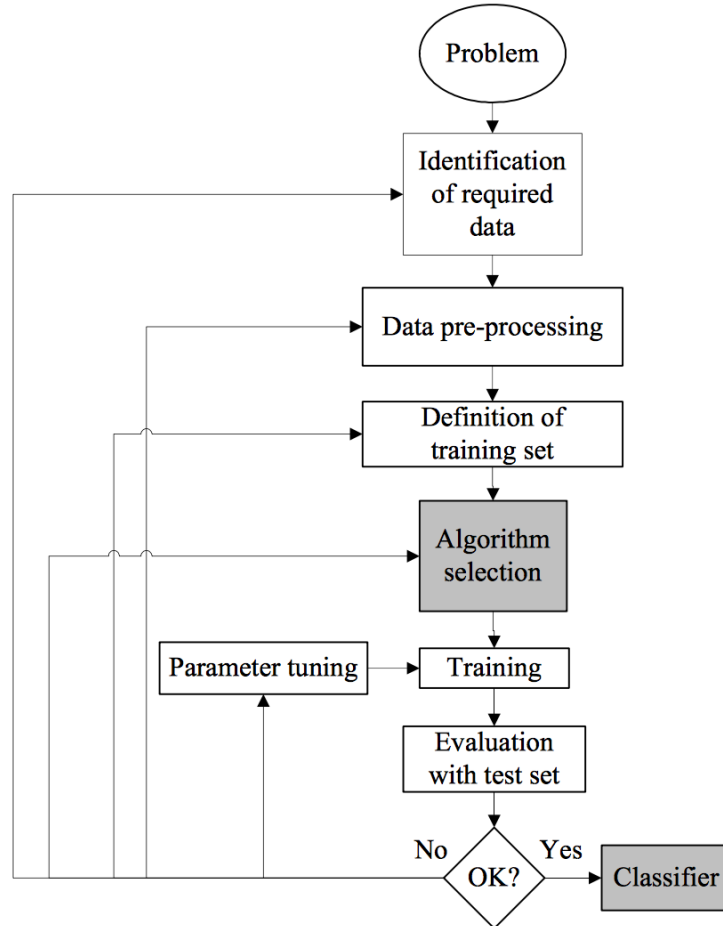 Problem
Identification
of required
data
Data pre-processing
Definition of
training set
Algorithm
selection
Parameter tuning
Training
Evaluation
with test set
No
Yes
OK?
Classifier